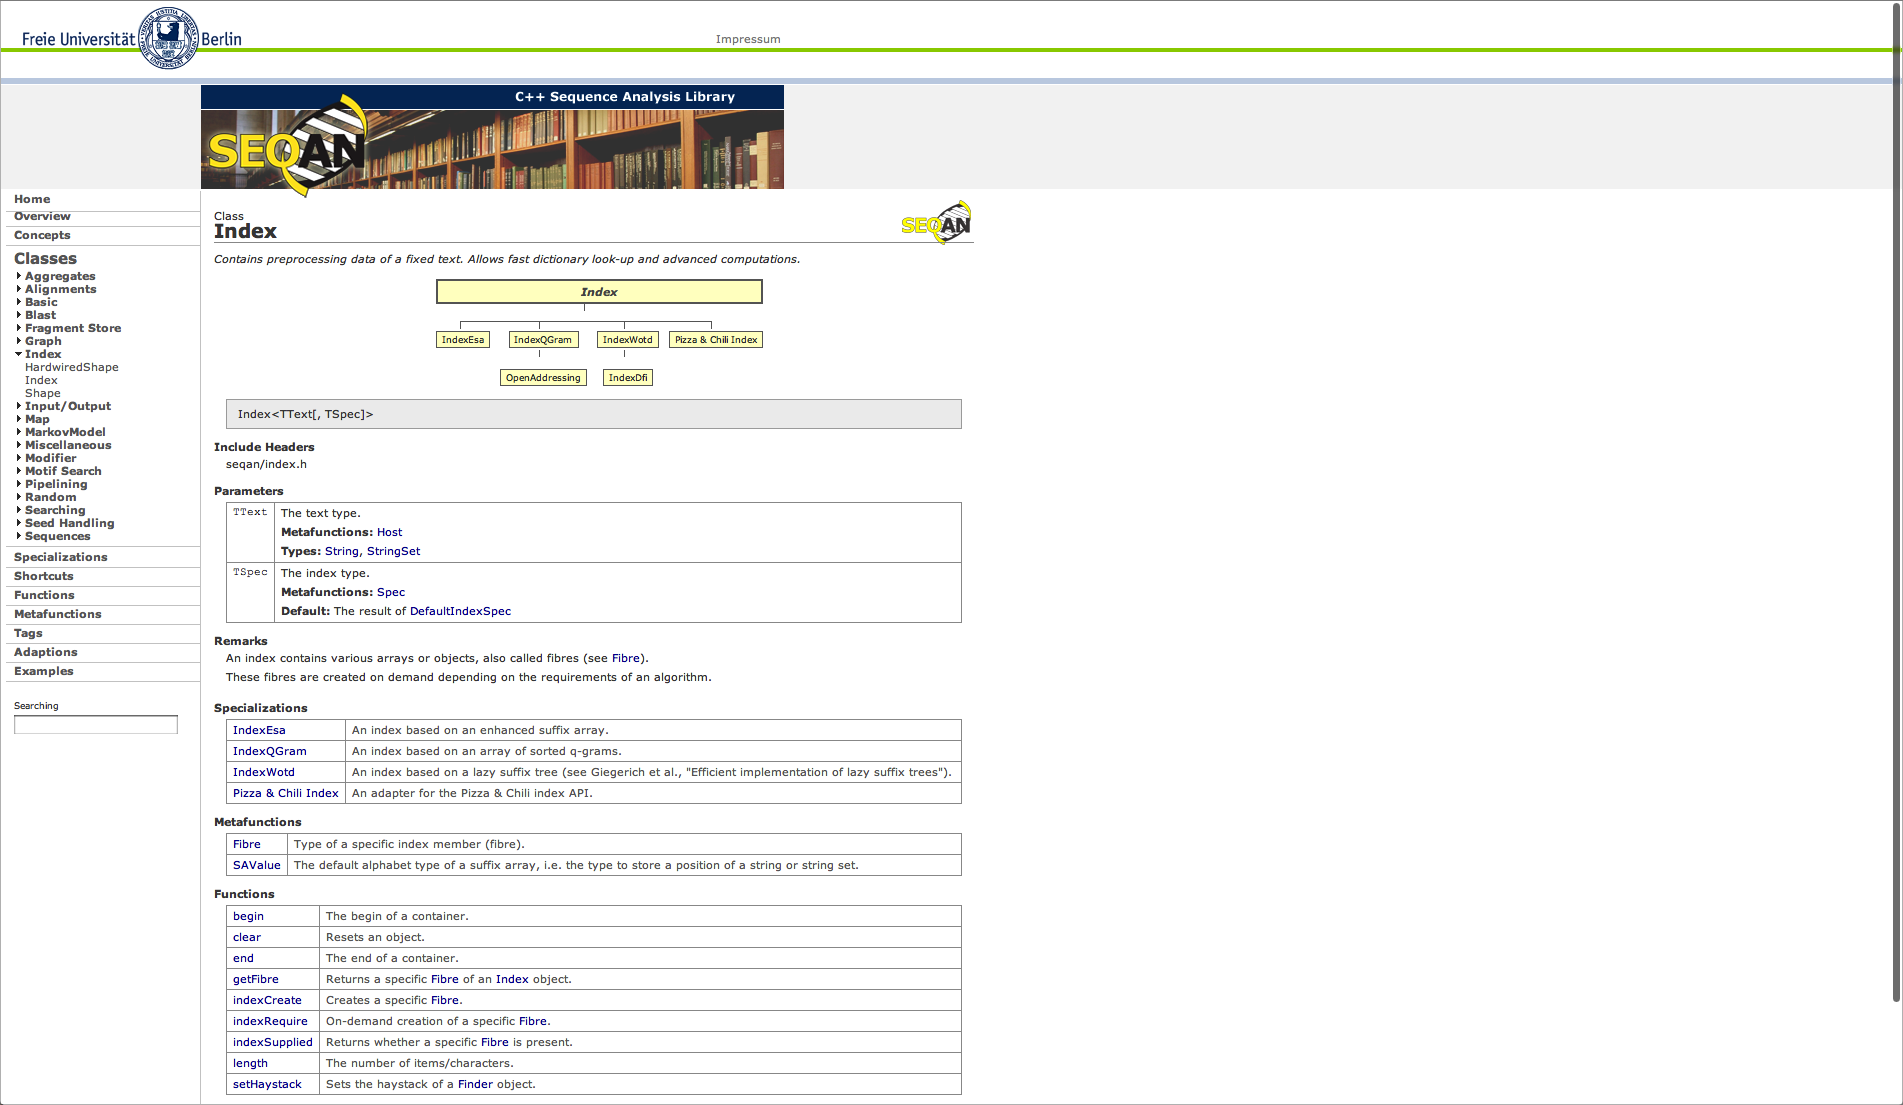 Freie Universität Berlin
Impressum
C++ Sequence Analysis Library
SEQAN
Home
Overview
Concepts
Classes
Aggregates
Alignments
Basic
Blast
Fragment Store
Graph
Index
HardwiredShape
Index
Shape
Input/Output
Map
MarkovModel
Miscellaneous
Modifier
Motif Search
Pipelining
Random
Searching
Seed Handling
Sequences
Specializations
Shortcuts
Functions
Metafunctions
Tags
Adaptions
Examples
Searching
Class
Index
SEQAN
Contains preprocessing data of a fixed text. Allows fast dictionary look-up and advanced computations.
Index
IndexEsa IndexQGram IndexWotd Pizza & Chili Index
OpenAddressing IndexDfi
Index<TText[, TSpec]>
Include Headers
seqan/index.h
Parameters
TText The text type.
Metafunctions: Host
Types: String, StringSet
TSpec The index type.
Metafunctions: Spec
Default: The result of DefaultIndexSpec
Remarks
An index contains various arrays or objects, also called fibres (see Fibre).
These fibres are created on demand depending on the requirements of an algorithm.
Specializations
IndexEsa An index based on an enhanced suffix array.
IndexQGram An index based on an array of sorted q-grams.
IndexWotd An index based on a lazy suffix tree (see Giegerich et al., "Efficient implementation of lazy suffix trees").
Pizza & Chili Index An adapter for the Pizza & Chili index API.
Metafunctions
Fibre Type of a specific index member (fibre).
SAValue The default alphabet type of a suffix array, i.e. the type to store a position of a string or string set.
Functions
begin The begin of a container.
clear Resets an object.
end The end of a container.
getFibre Returns a specific Fibre of an Index object.
indexCreate Creates a specific Fibre.
indexRequire On-demand creation of a specific Fibre.
indexSupplied Returns whether a specific Fibre is present.
length The number of items/characters.
setHaystack Sets the haystack of a Finder object.